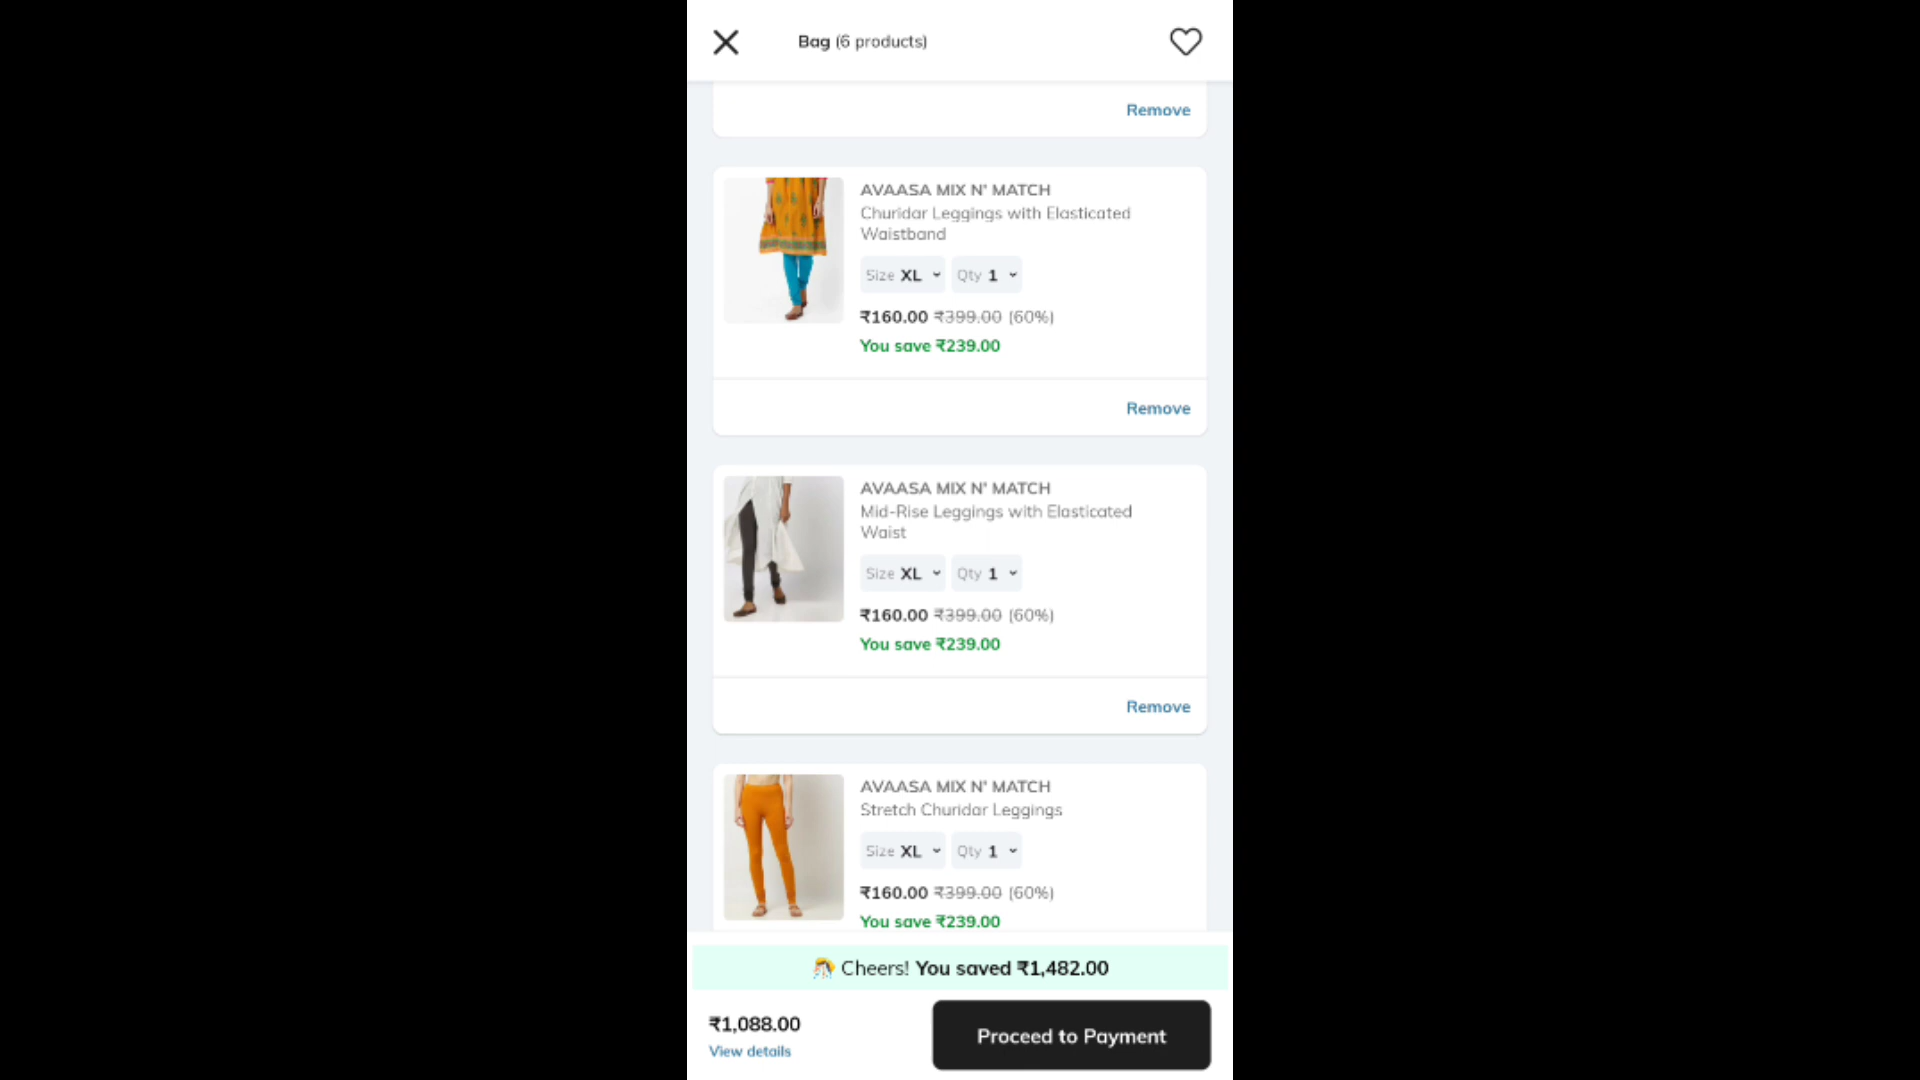 Bag (6 products)
Remove
AVAASA MIX N' MATCH
Churidar Leggings with Elasticated
Waistband
Size XL Qty 1
₹160.00 ₹399.00 (60%)
You save ₹239.00
Remove
AVAASA MIX N' MATCH
Mid-Rise Leggings with Elasticated
Waist
Size XL Qty 1
₹160.00 ₹399.00 (60%)
You save ₹239.00
Remove
AVAASA MIX N' MATCH
Stretch Churidar Leggings
Size XL Qty 1
₹160.00 ₹399.00 (60%)
You save ₹239.00
Cheers! You saved ₹1,482.00
₹1,088.00
View details
Proceed to Payment